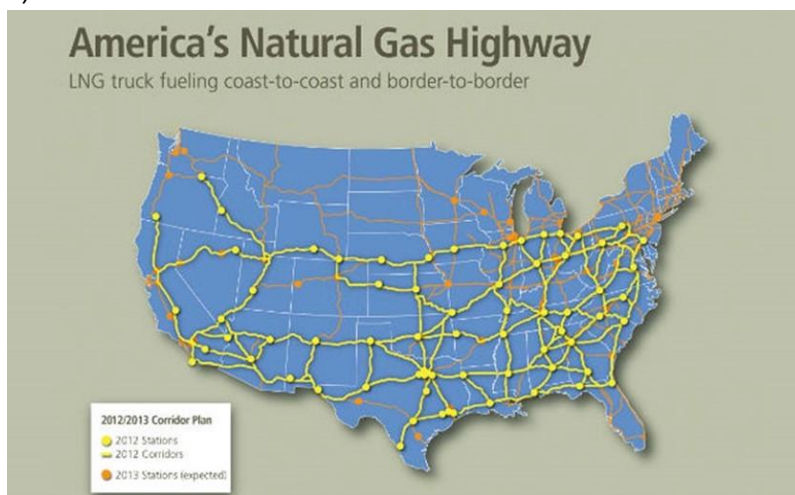 America's Natural Gas Highway
LNG truck fueling coast-to-coast and border-to-border
2012/2013 Corridor Plan
2012 Stations
2012 Corridors
2013 Stations (expected)